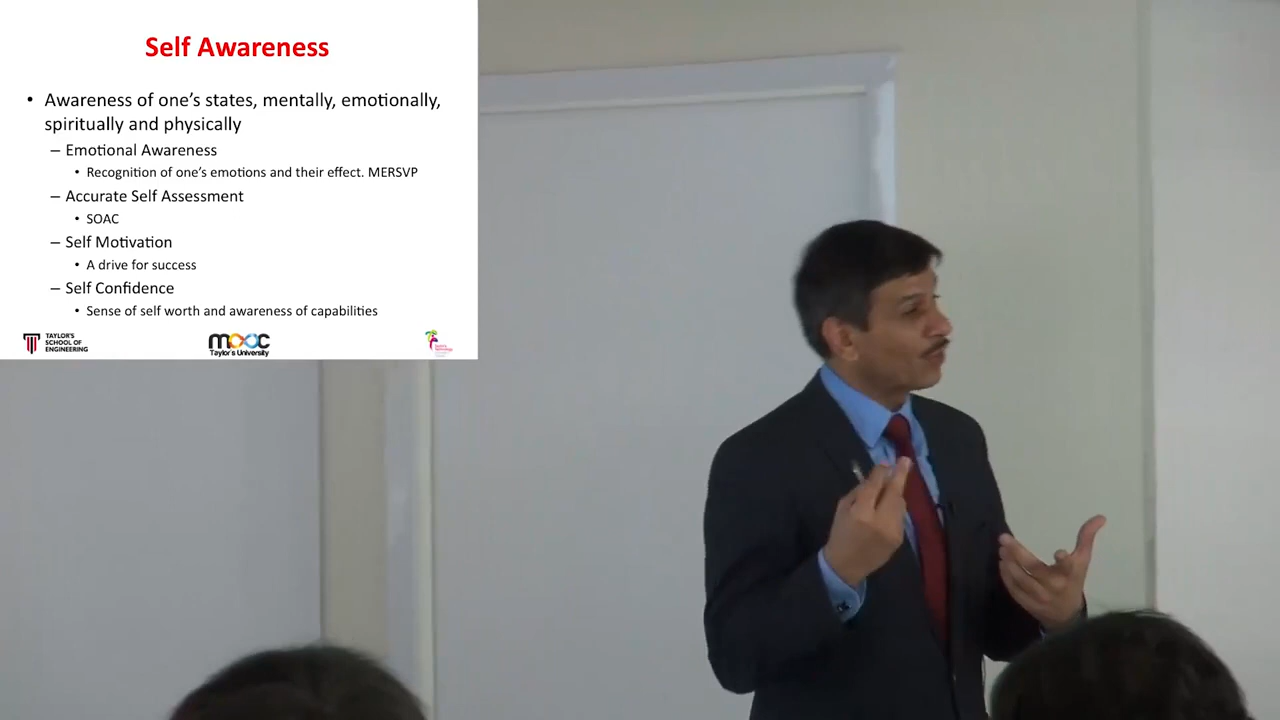 Self Awareness
• Awareness of one's states, mentally, emotionally,
spiritually and physically
– Emotional Awareness
• Recognition of one's emotions and their effect. MERSVP
– Accurate Self Assessment
• SOAC
– Self Motivation
• A drive for success
– Self Confidence
• Sense of self worth and awareness of capabilities
TAYLOR'S
SCHOOL OF
ENGINEERING
mooc
Taylor's University